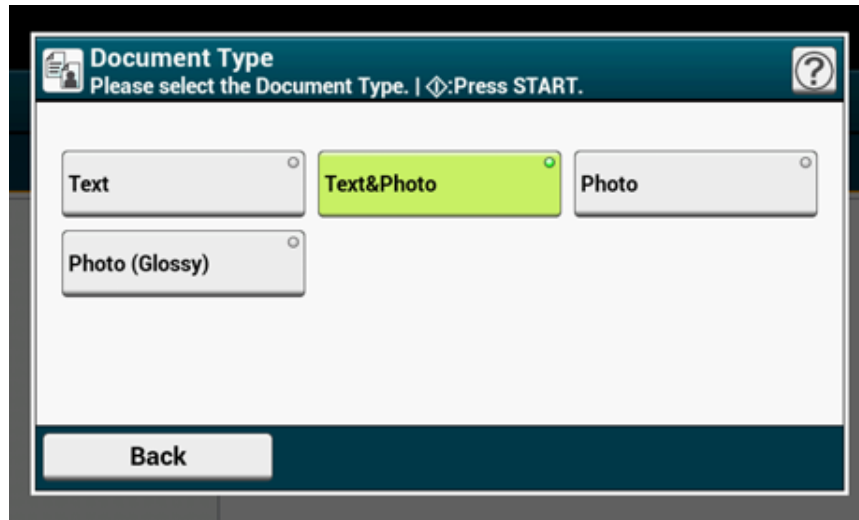 Document Type
Please select the Document Type. | :Press START.
?
Text
Text&Photo
Photo
Photo (Glossy)
Back